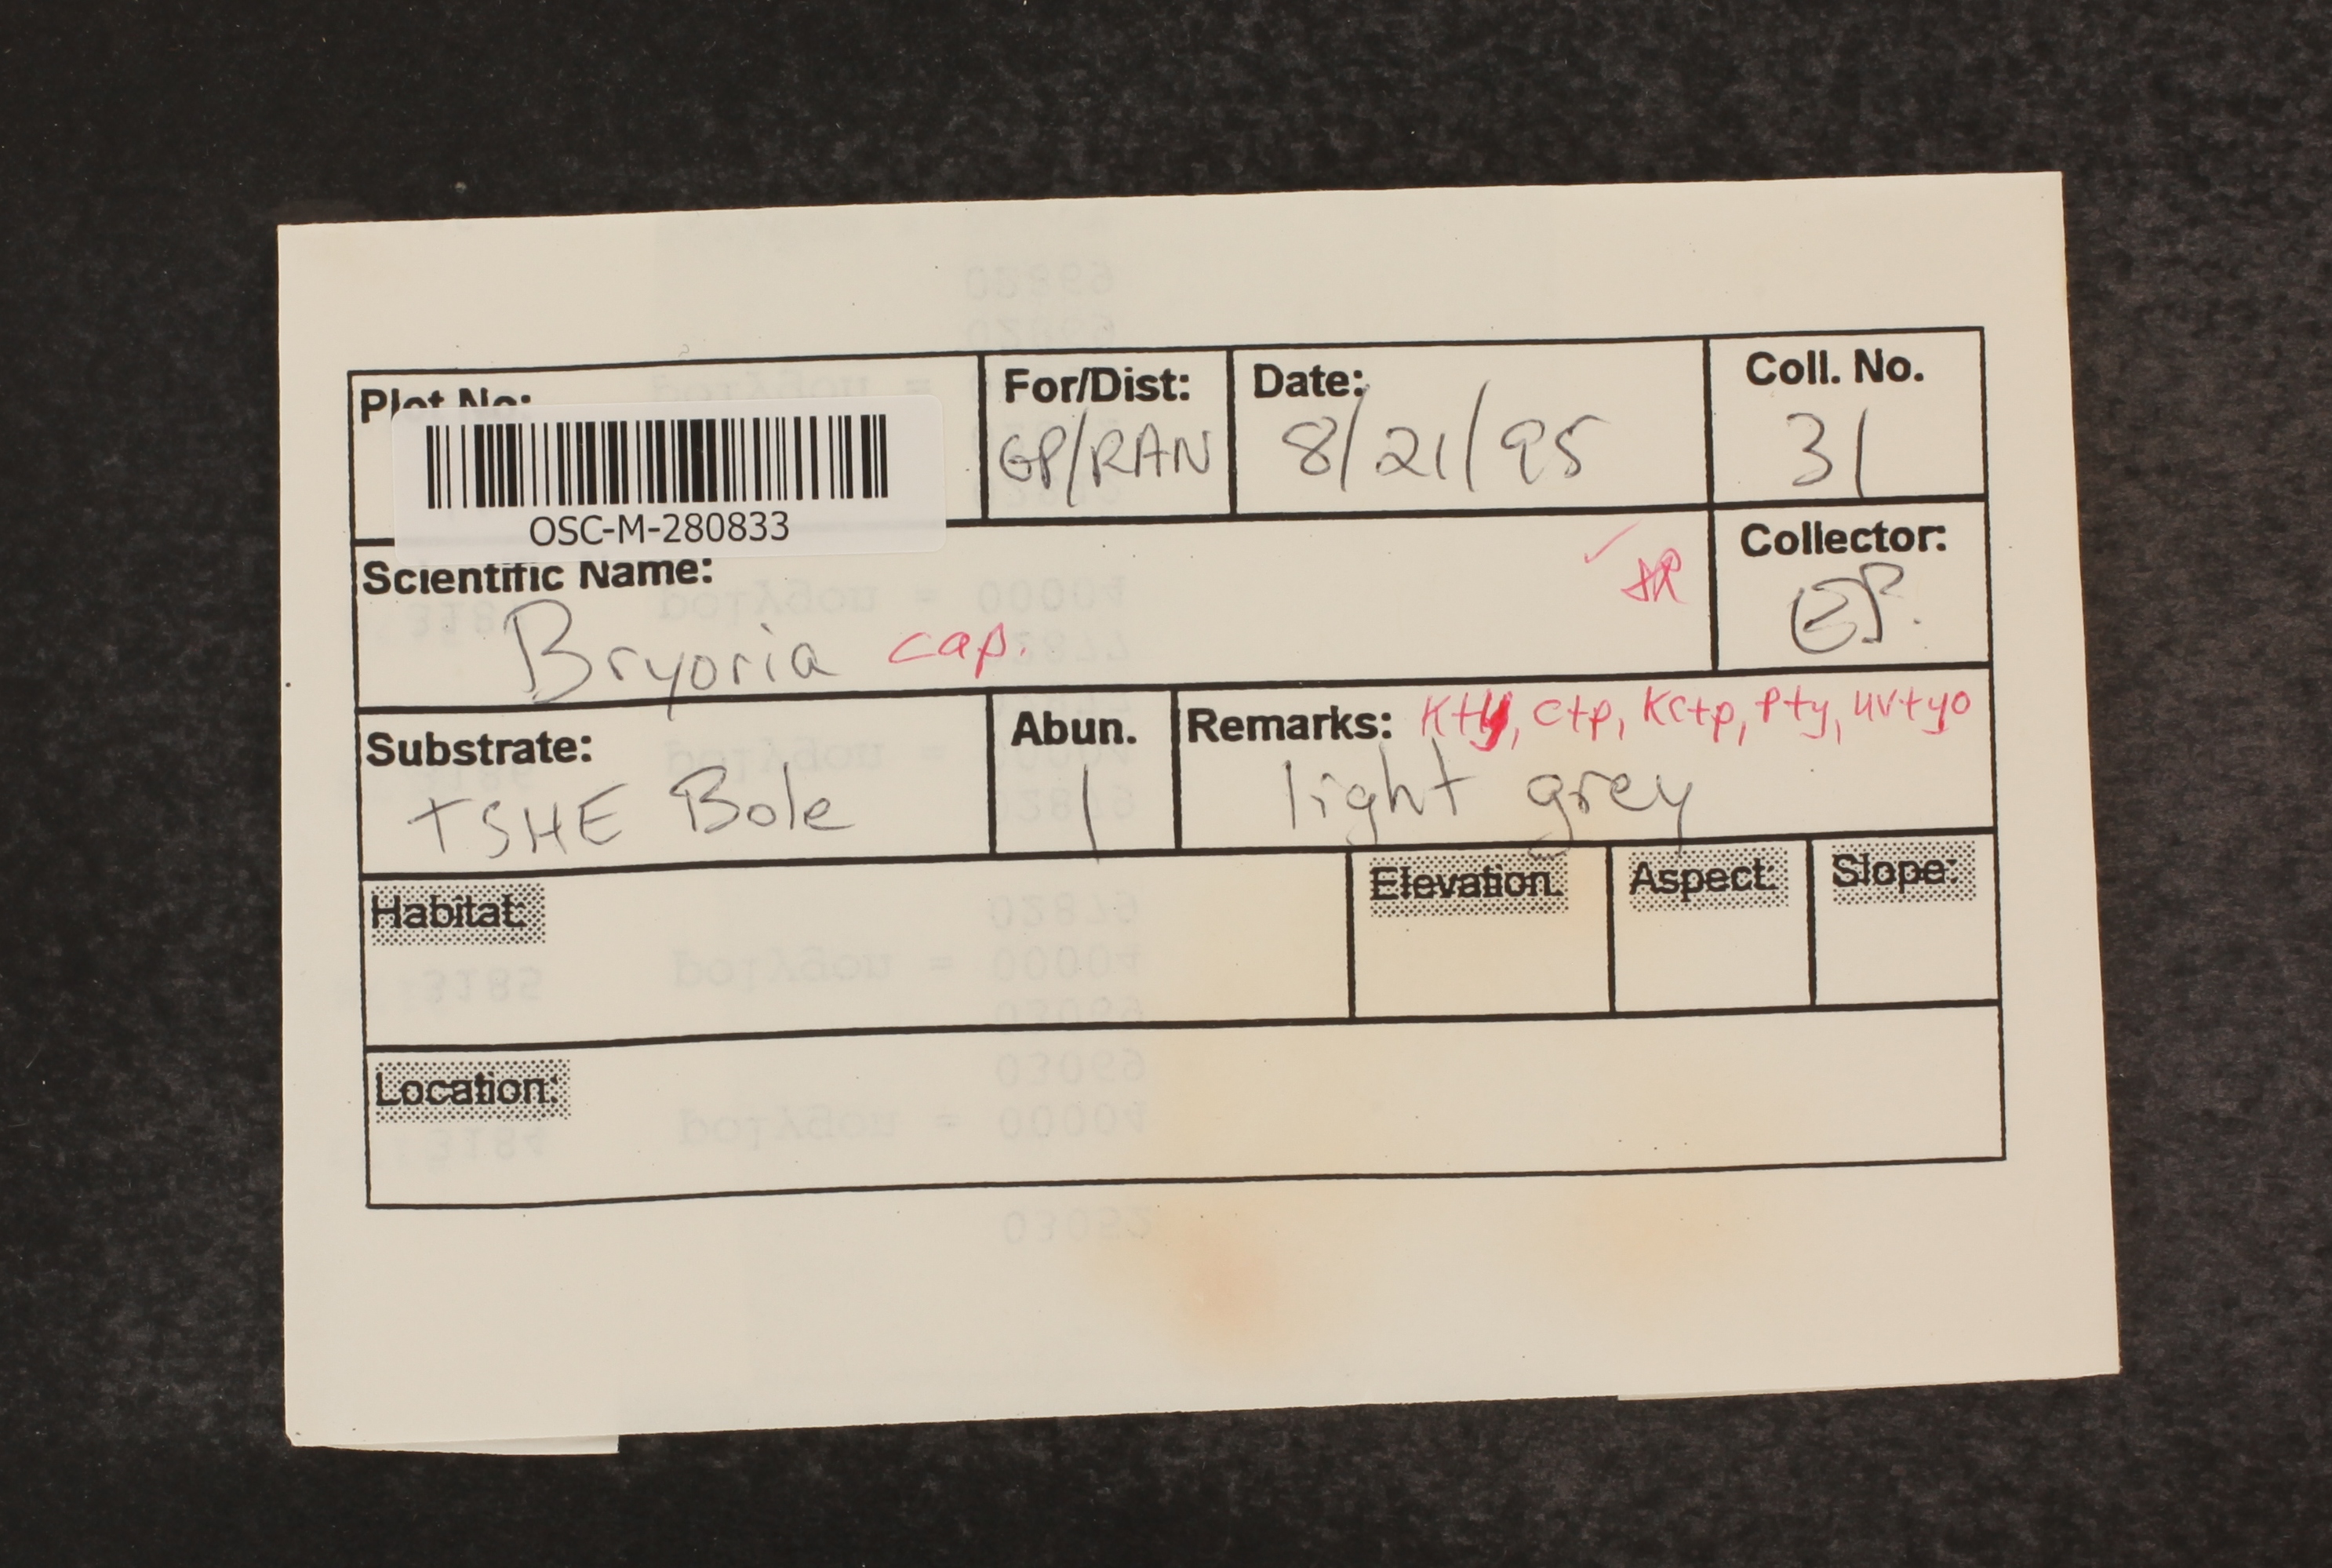 Plot No:
OSC-M-280833
For/Dist:
GP/RAN
Date:
8/21/95
Coll. No.
31
Scientific Name:
Bryoria cap.
Collector:
EP.
Substrate:
TSHE Bole
Abun.
1
Remarks: K+y, C+p, KC+p, P+y, UV+yo
light grey
Habitat:
Elevation.
Aspect:
Slope:
Location: